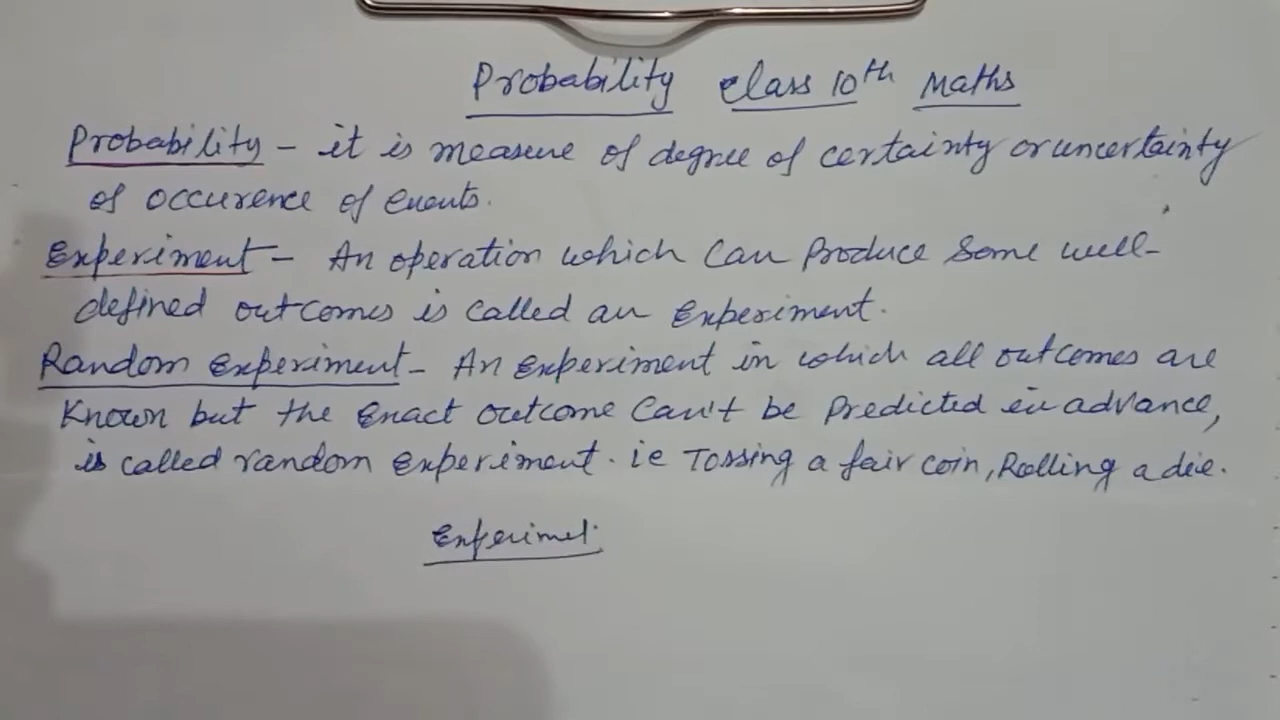 Probability Class 10th Maths
Probability - it is measure of degree of certainty or uncertainty
of occurence of events.
Experiment - An operation which can Produce Some well-
defined outcomes is called an Experiment.
Random Experiment - An Experiment in which all outcomes are
Known but the Exact outcome Can't be Predicted in advance,
is called random Experiment. ie Tossing a fair coin, Rolling a die.
Experimet.